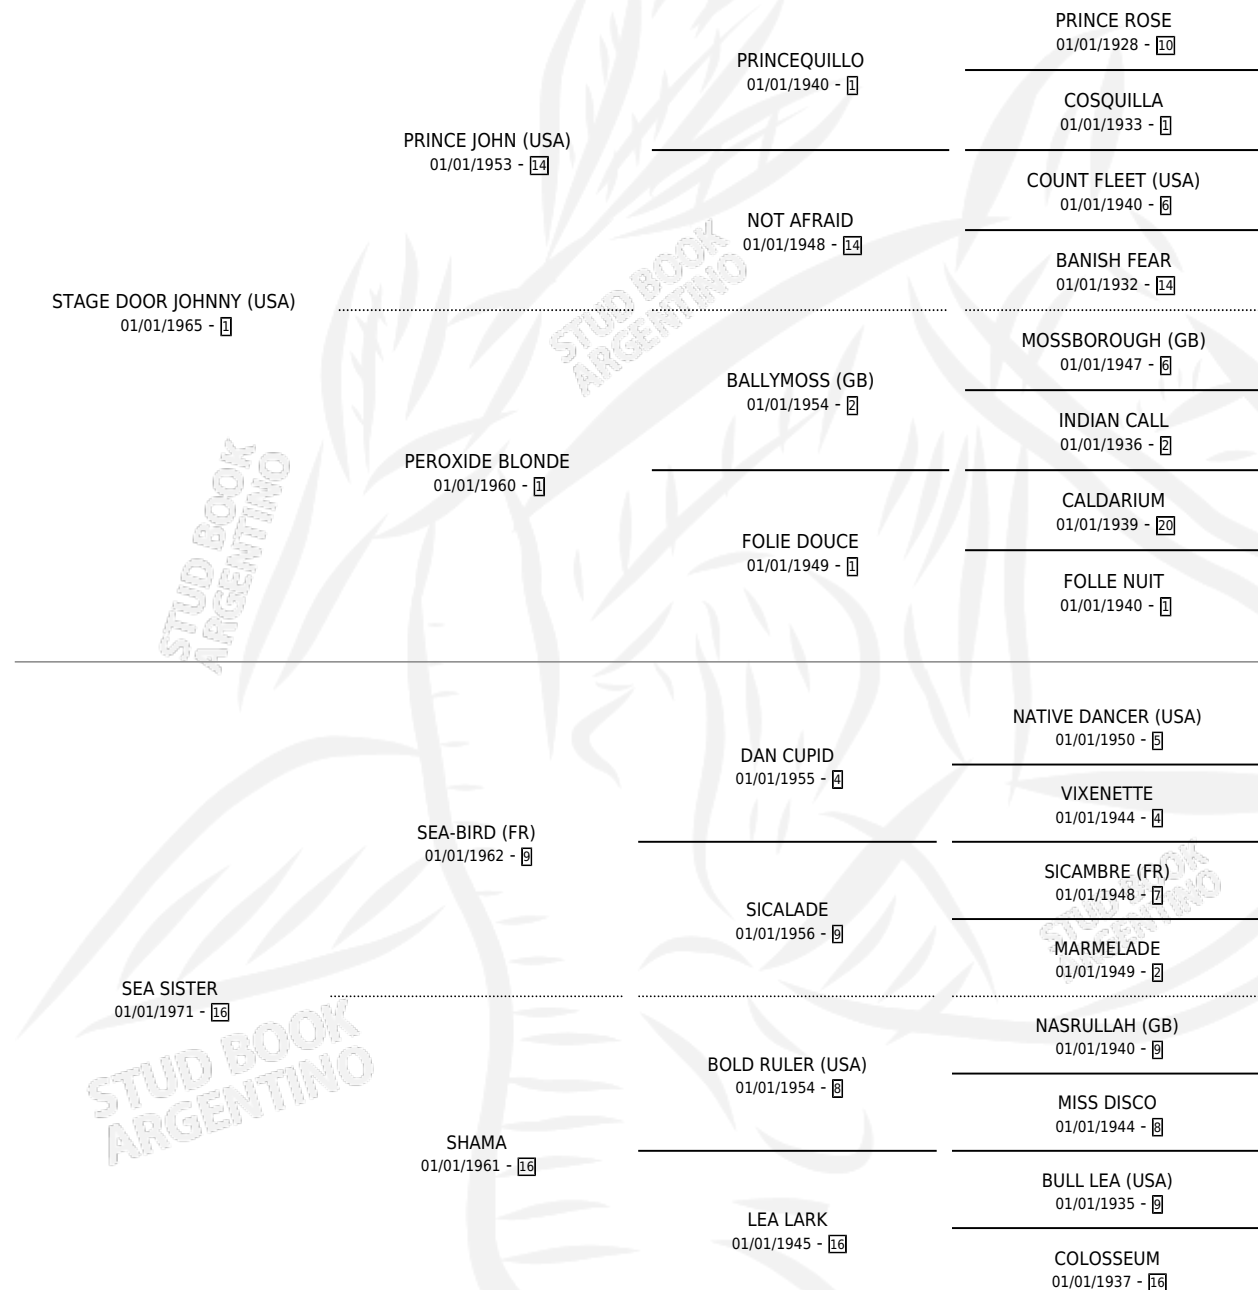 PRINCE ROSE
01/01/1928 - 10
PRINCEQUILLO
01/01/1940 - 1
COSQUILLA
01/01/1933 - 1
PRINCE JOHN (USA)
01/01/1953 - 14
COUNT FLEET (USA)
01/01/1940 - 6
NOT AFRAID
01/01/1948 - 14
BANISH FEAR
01/01/1932 - 14
STAGE DOOR JOHNNY (USA)
01/01/1965 - 1
STUD BOOK
ARGENTINO
MOSSBOROUGH (GB)
01/01/1947 - 6
BALLYMOSS (GB)
01/01/1954 - 2
INDIAN CALL
01/01/1936 - 2
PEROXIDE BLONDE
01/01/1960 - 1
CALDARIUM
01/01/1939 - 20
FOLIE DOUCE
01/01/1949 - 1
FOLLE NUIT
01/01/1940 - 1
STUD BOOK
ARGENTINO
NATIVE DANCER (USA)
01/01/1950 - 5
DAN CUPID
01/01/1955 - 4
VIXENETTE
01/01/1944 - 4
SEA-BIRD (FR)
01/01/1962 - 9
SICAMBRE (FR)
01/01/1948 - 7
SICALADE
01/01/1956 - 9
MARMELADE
01/01/1949 - 2
STUD BOOK
ARGENTINO
SEA SISTER
01/01/1971 - 16
NASRULLAH (GB)
01/01/1940 - 9
BOLD RULER (USA)
01/01/1954 - 8
MISS DISCO
01/01/1944 - 8
STUD BOOK
ARGENTINO
SHAMA
01/01/1961 - 16
BULL LEA (USA)
01/01/1935 - 9
LEA LARK
01/01/1945 - 16
COLOSSEUM
01/01/1937 - 16